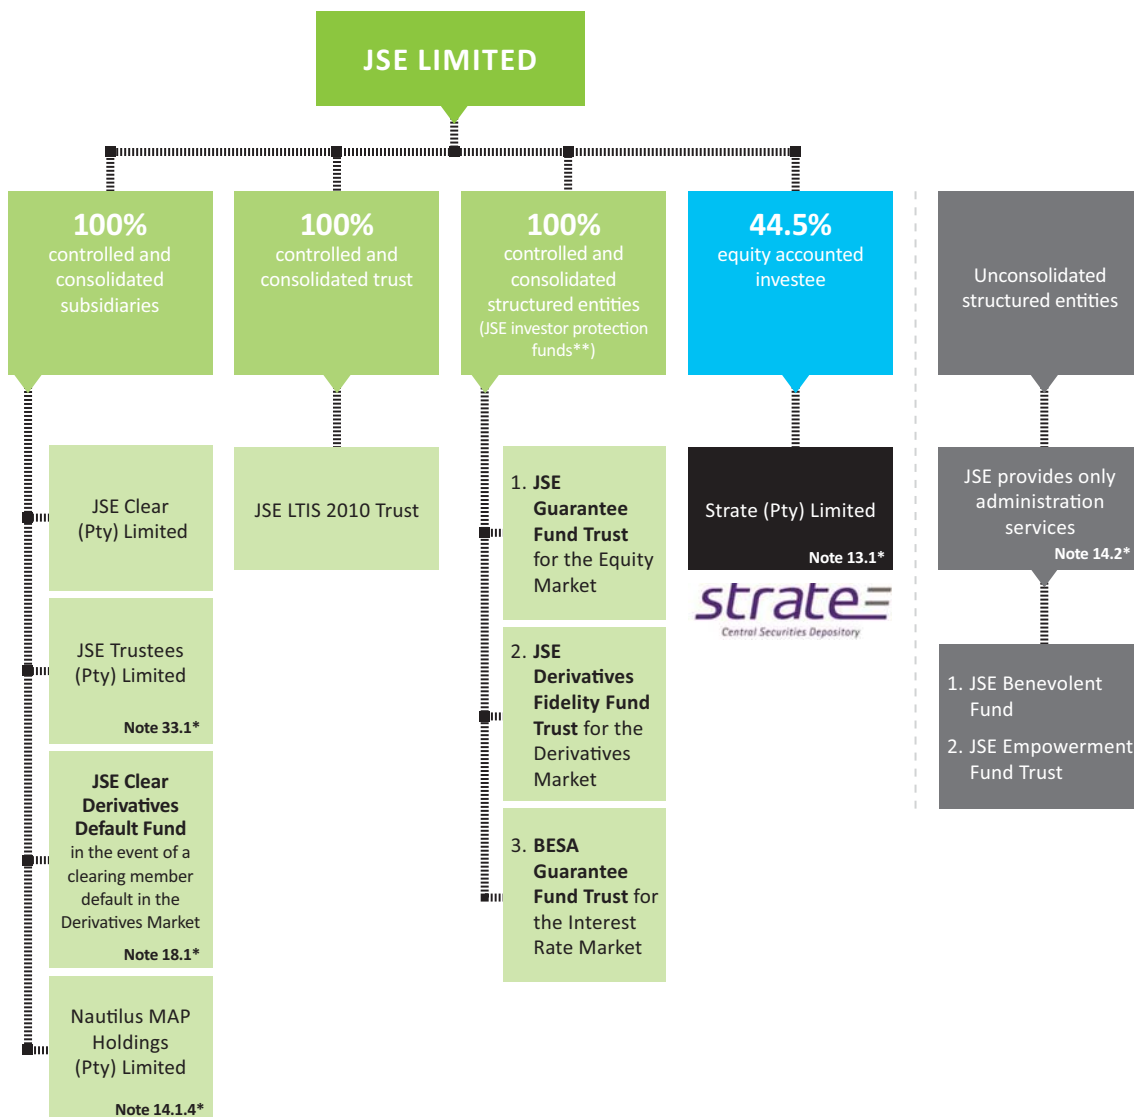 JSE LIMITED
100%
controlled and
consolidated
subsidiaries
JSE Clear
(Pty) Limited
JSE Trustees
(Pty) Limited
Note 33.1*
JSE Clear
Derivatives
Default Fund
in the event of a
clearing member
default in the
Derivatives Market
Note 18.1*
Nautilus MAP
Holdings
(Pty) Limited
Note 14.1.4*
100%
controlled and
consolidated trust
JSE LTIS 2010 Trust
100%
controlled and
consolidated
structured entities
(JSE investor protection
funds**)
1. JSE
Guarantee
Fund Trust
for the Equity
Market
2. JSE
Derivatives
Fidelity Fund
Trust for the
Derivatives
Market
3. BESA
Guarantee
Fund Trust for
the Interest
Rate Market
44.5%
equity accounted
investee
Strate (Pty) Limited
Note 13.1*
strate
Central Securities Depository
Unconsolidated
structured entities
JSE provides only
administration
services
Note 14.2*
1. JSE Benevolent
Fund
2. JSE Empowerment
Fund Trust